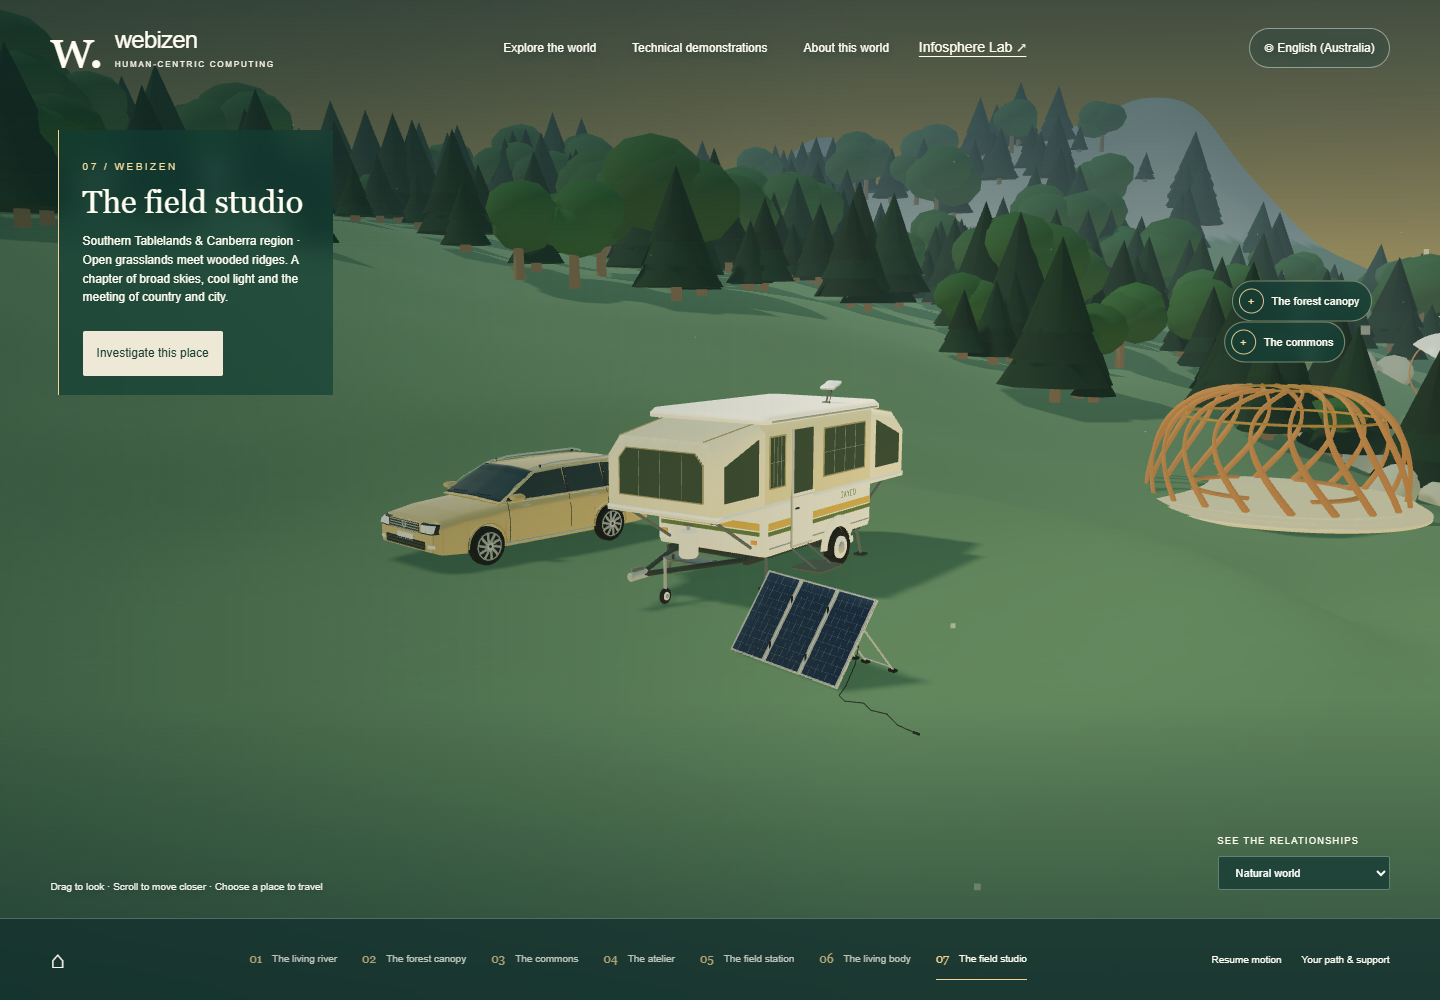 w.
webizen
HUMAN-CENTRIC COMPUTING
Explore the world
Technical demonstrations
About this world
Infosphere Lab ↗
English (Australia)
07 / WEBIZEN
The field studio
Southern Tablelands & Canberra region ·
Open grasslands meet wooded ridges. A
chapter of broad skies, cool light and the
meeting of country and city.
Investigate this place
+ The forest canopy
+ The commons
JAYCO
SEE THE RELATIONSHIPS
Natural world
Drag to look · Scroll to move closer · Choose a place to travel
01 The living river
02 The forest canopy
03 The commons
04 The atelier
05 The field station
06 The living body
07 The field studio
Resume motion
Your path & support